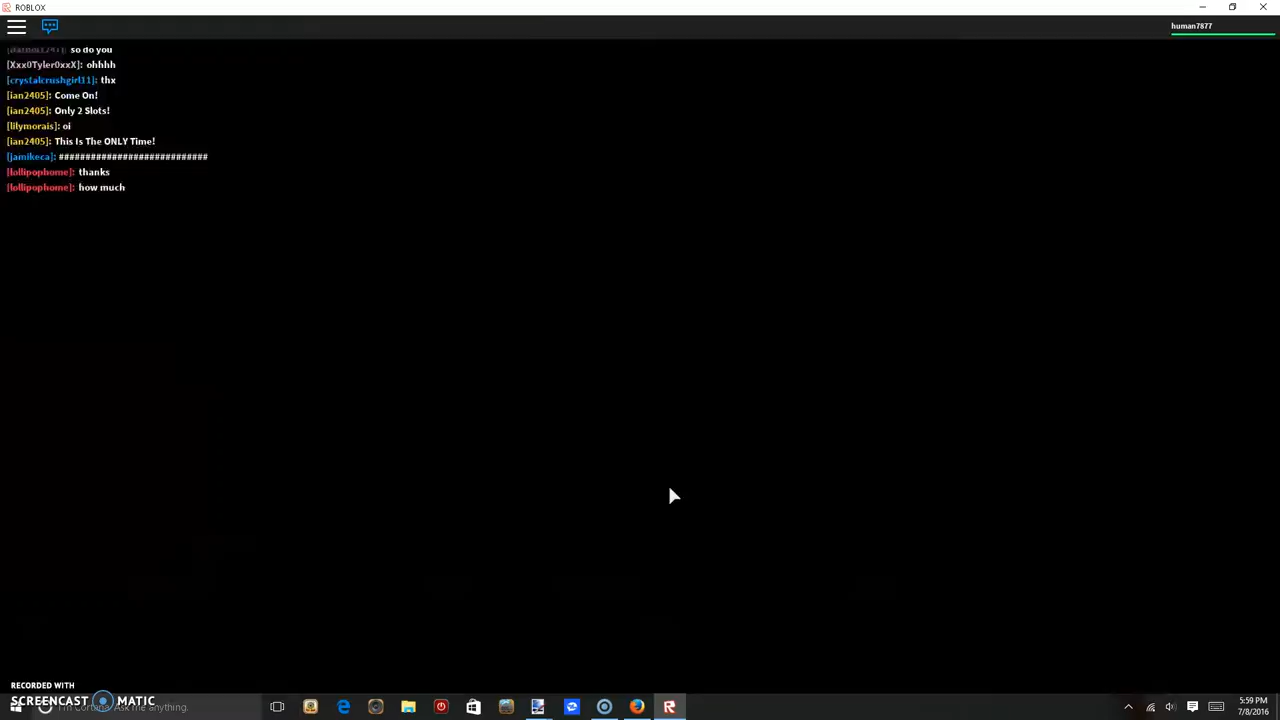 ROBLOX
human7877
so do you
[Xxx0Tyler0xxX]: ohhhh
[crystalcrushgirl11]: thx
[ian2405]: Come On!
[ian2405]: Only 2 Slots!
[lilymorais]: oi
[ian2405]: This Is The ONLY Time!
[jamikeca]: ############################
[lollipophome]: thanks
[lollipophome]: how much
RECORDED WITH
SCREENCAST MATIC
I'm Cortana. Ask me anything.
5:59 PM
7/8/2016